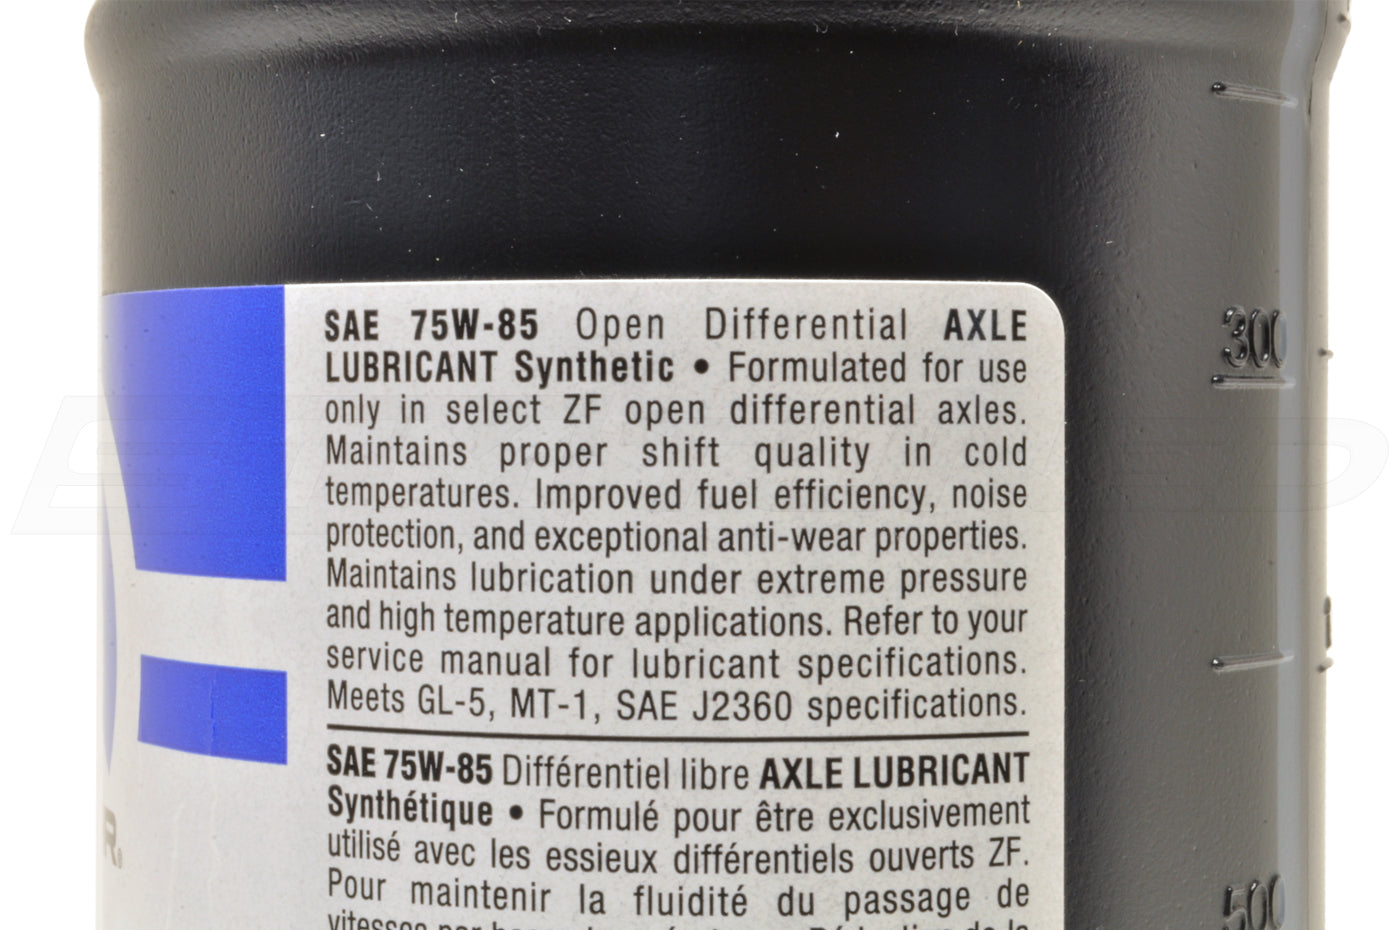 SAE 75W-85 Open Differential AXLE
LUBRICANT Synthetic • Formulated for use
only in select ZF open differential axles.
Maintains proper shift quality in cold
temperatures. Improved fuel efficiency, noise
protection, and exceptional anti-wear properties.
Maintains lubrication under extreme pressure
and high temperature applications. Refer to your
service manual for lubricant specifications.
Meets GL-5, MT-1, SAE J2360 specifications.
SAE 75W-85 Différentiel libre AXLE LUBRICANT
Synthétique • Formulé pour être exclusivement
utilisé avec les essieux différentiels ouverts ZF.
Pour maintenir la fluidité du passage de
R®
300
500